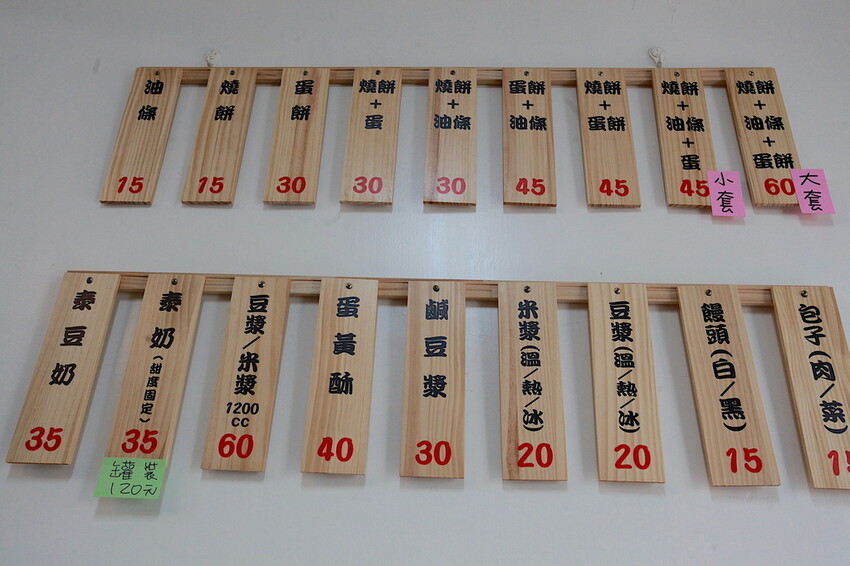 油條
15
燒餅
15
蛋餅
30
燒餅+蛋
30
燒餅+油條
30
蛋餅+油條
45
燒餅+蛋餅
45
燒餅+油條+蛋
45
小套
燒餅+油條+蛋餅
60
大套
泰豆奶
35
泰奶(甜度固定)
35
罐裝
120元
豆漿/米漿
1200
CC
60
蛋黃酥
40
鹹豆漿
30
米漿(溫/熱/冰)
20
豆漿(溫/熱/冰)
20
饅頭(白/黑)
15
包子(肉/菜)